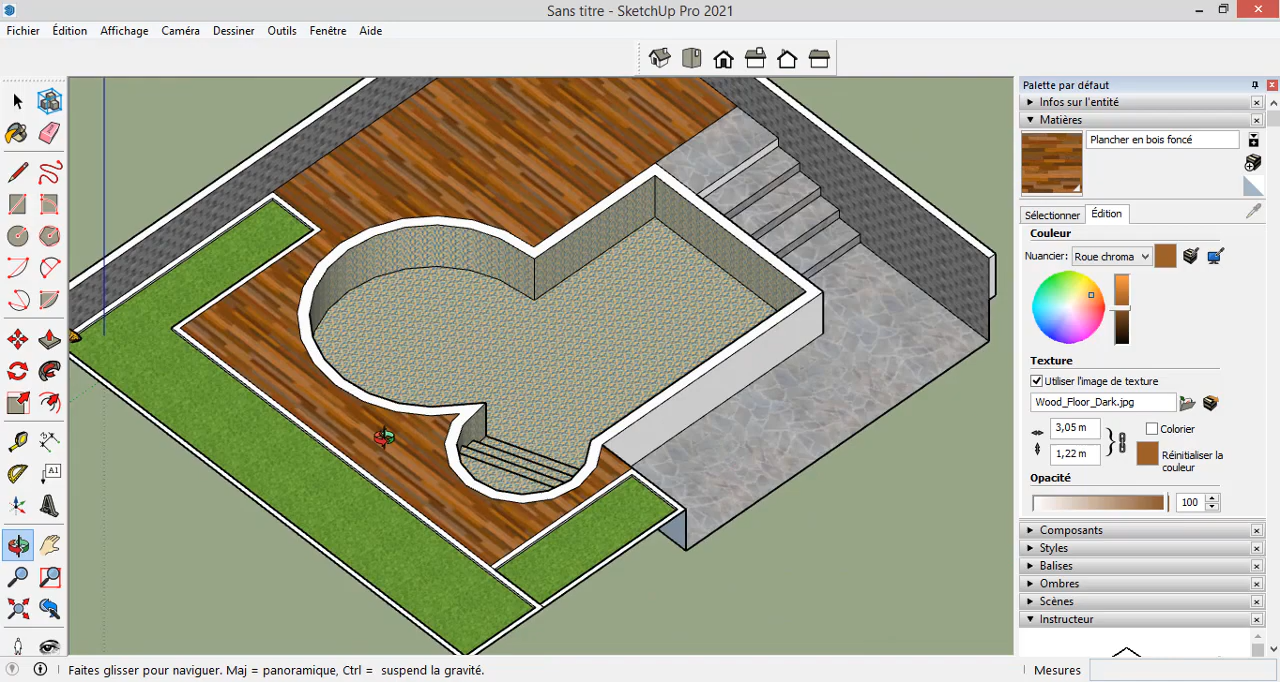 Sans titre - SketchUp Pro 2021
Fichier Édition Affichage Caméra Dessiner Outils Fenêtre Aide
Palette par défaut
Infos sur l'entité
Matières
Plancher en bois foncé
Sélectionner Édition
Couleur
Nuancier: Roue chroma
Texture
Utiliser l'image de texture
Wood_Floor_Dark.jpg
3,05 m Colorier
1,22 m Réinitialiser la couleur
Opacité
100
Composants
Styles
Balises
Ombres
Scènes
Instructeur
AI
Faites glisser pour naviguer. Maj = panoramique, Ctrl = suspend la gravité.
Mesures